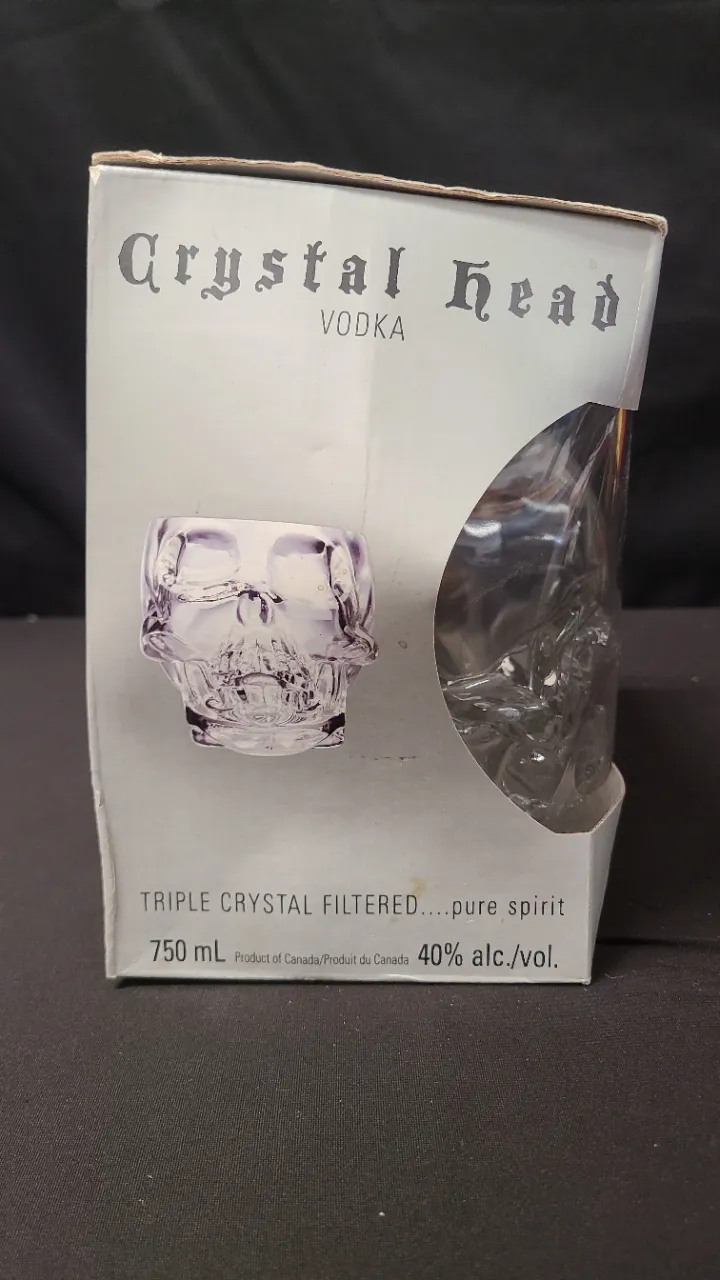 Crystal Head
VODKA
TRIPLE CRYSTAL FILTERED....pure spirit
750 mL Product of Canada/Produit du Canada 40% alc./vol.